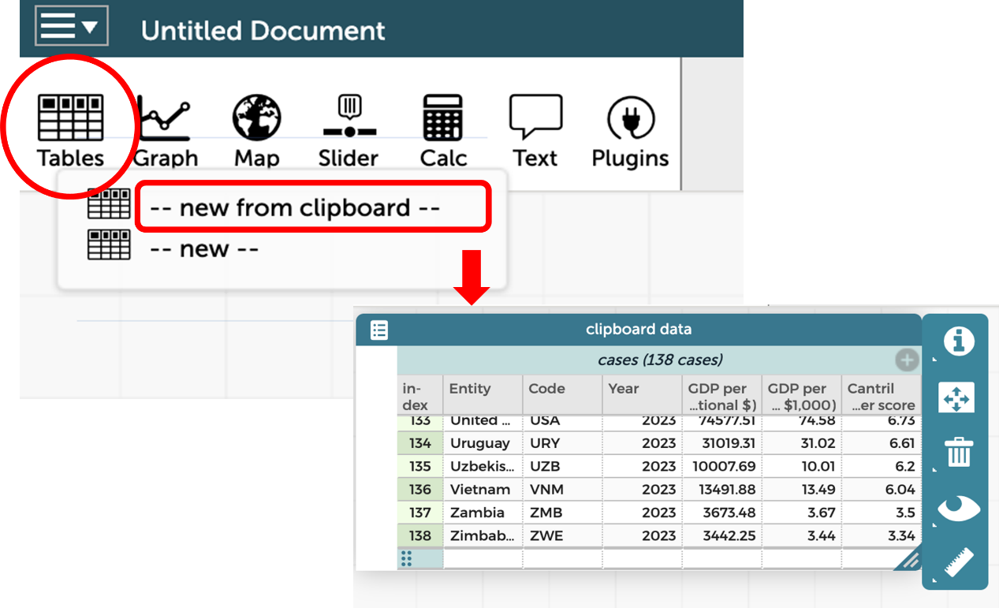 Untitled Document
Tables Graph Map Slider Calc Text Plugins
-- new from clipboard --
-- new --
clipboard data
cases (138 cases)
in- Entity Code Year GDP per GDP per Cantril
dex ...tional $) ... $1,000) ...er score
133 United ... USA 2023 74577.51 74.58 6.73
134 Uruguay URY 2023 31019.31 31.02 6.61
135 Uzbekis... UZB 2023 10007.69 10.01 6.2
136 Vietnam VNM 2023 13491.88 13.49 6.04
137 Zambia ZMB 2023 3673.48 3.67 3.5
138 Zimbab... ZWE 2023 3442.25 3.44 3.34